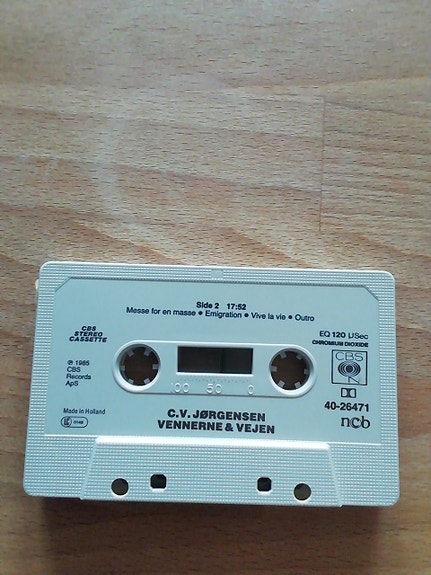 Side 2 17:52
Messe for en masse • Emigration • Vive la vie • Outro
CBS
STEREO
CASSETTE
EQ 120 µSec
CHROMIUM DIOXIDE
CBS
℗ 1985
CBS
Records
ApS
100 50 0
40-26471
Made in Holland
C.V. JØRGENSEN
VENNERNE & VEJEN
ncb